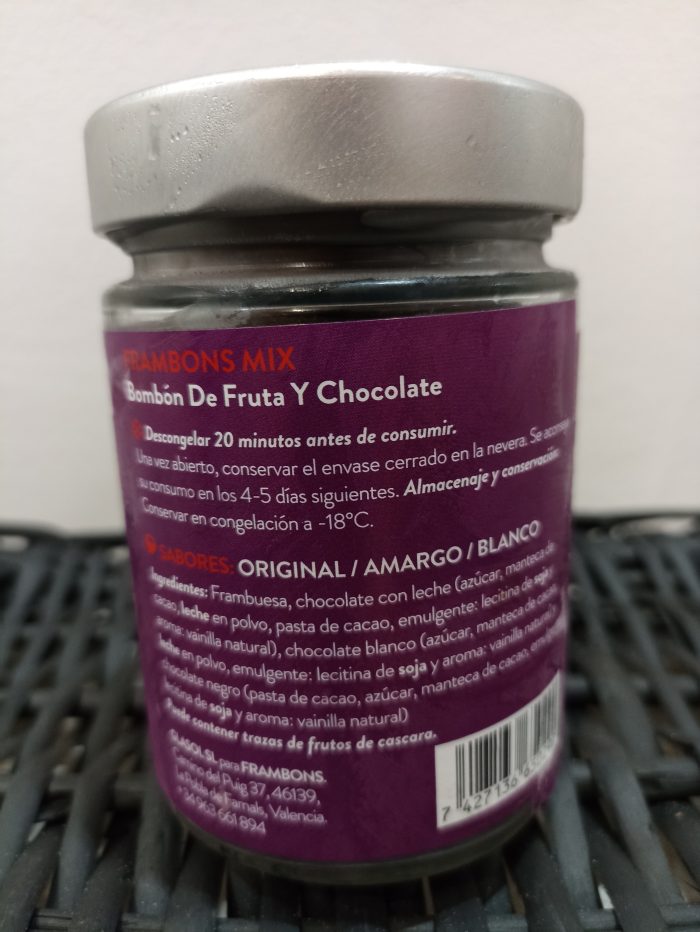 FRAMBONS MIX
Bombón De Fruta Y Chocolate
Descongelar 20 minutos antes de consumir.
Una vez abierto, conservar el envase cerrado en la nevera. Se aconseja
su consumo en los 4-5 días siguientes. Almacenaje y conservación:
Conservar en congelación a -18°C.
SABORES: ORIGINAL / AMARGO / BLANCO
Ingredientes: Frambuesa, chocolate con leche (azúcar, manteca de
cacao, leche en polvo, pasta de cacao, emulgente: lecitina de soja y
aroma: vainilla natural), chocolate blanco (azúcar, manteca de cacao,
leche en polvo, emulgente: lecitina de soja y aroma: vainilla natural) y
chocolate negro (pasta de cacao, azúcar, manteca de cacao,
lecitina de soja y aroma: vainilla natural)
Puede contener trazas de frutos de cascara.
GLASOL SL para FRAMBONS.
Camino del Puig 37, 46139,
La Pobla de Farnals, Valencia.
+34 963 661 894
7 427136